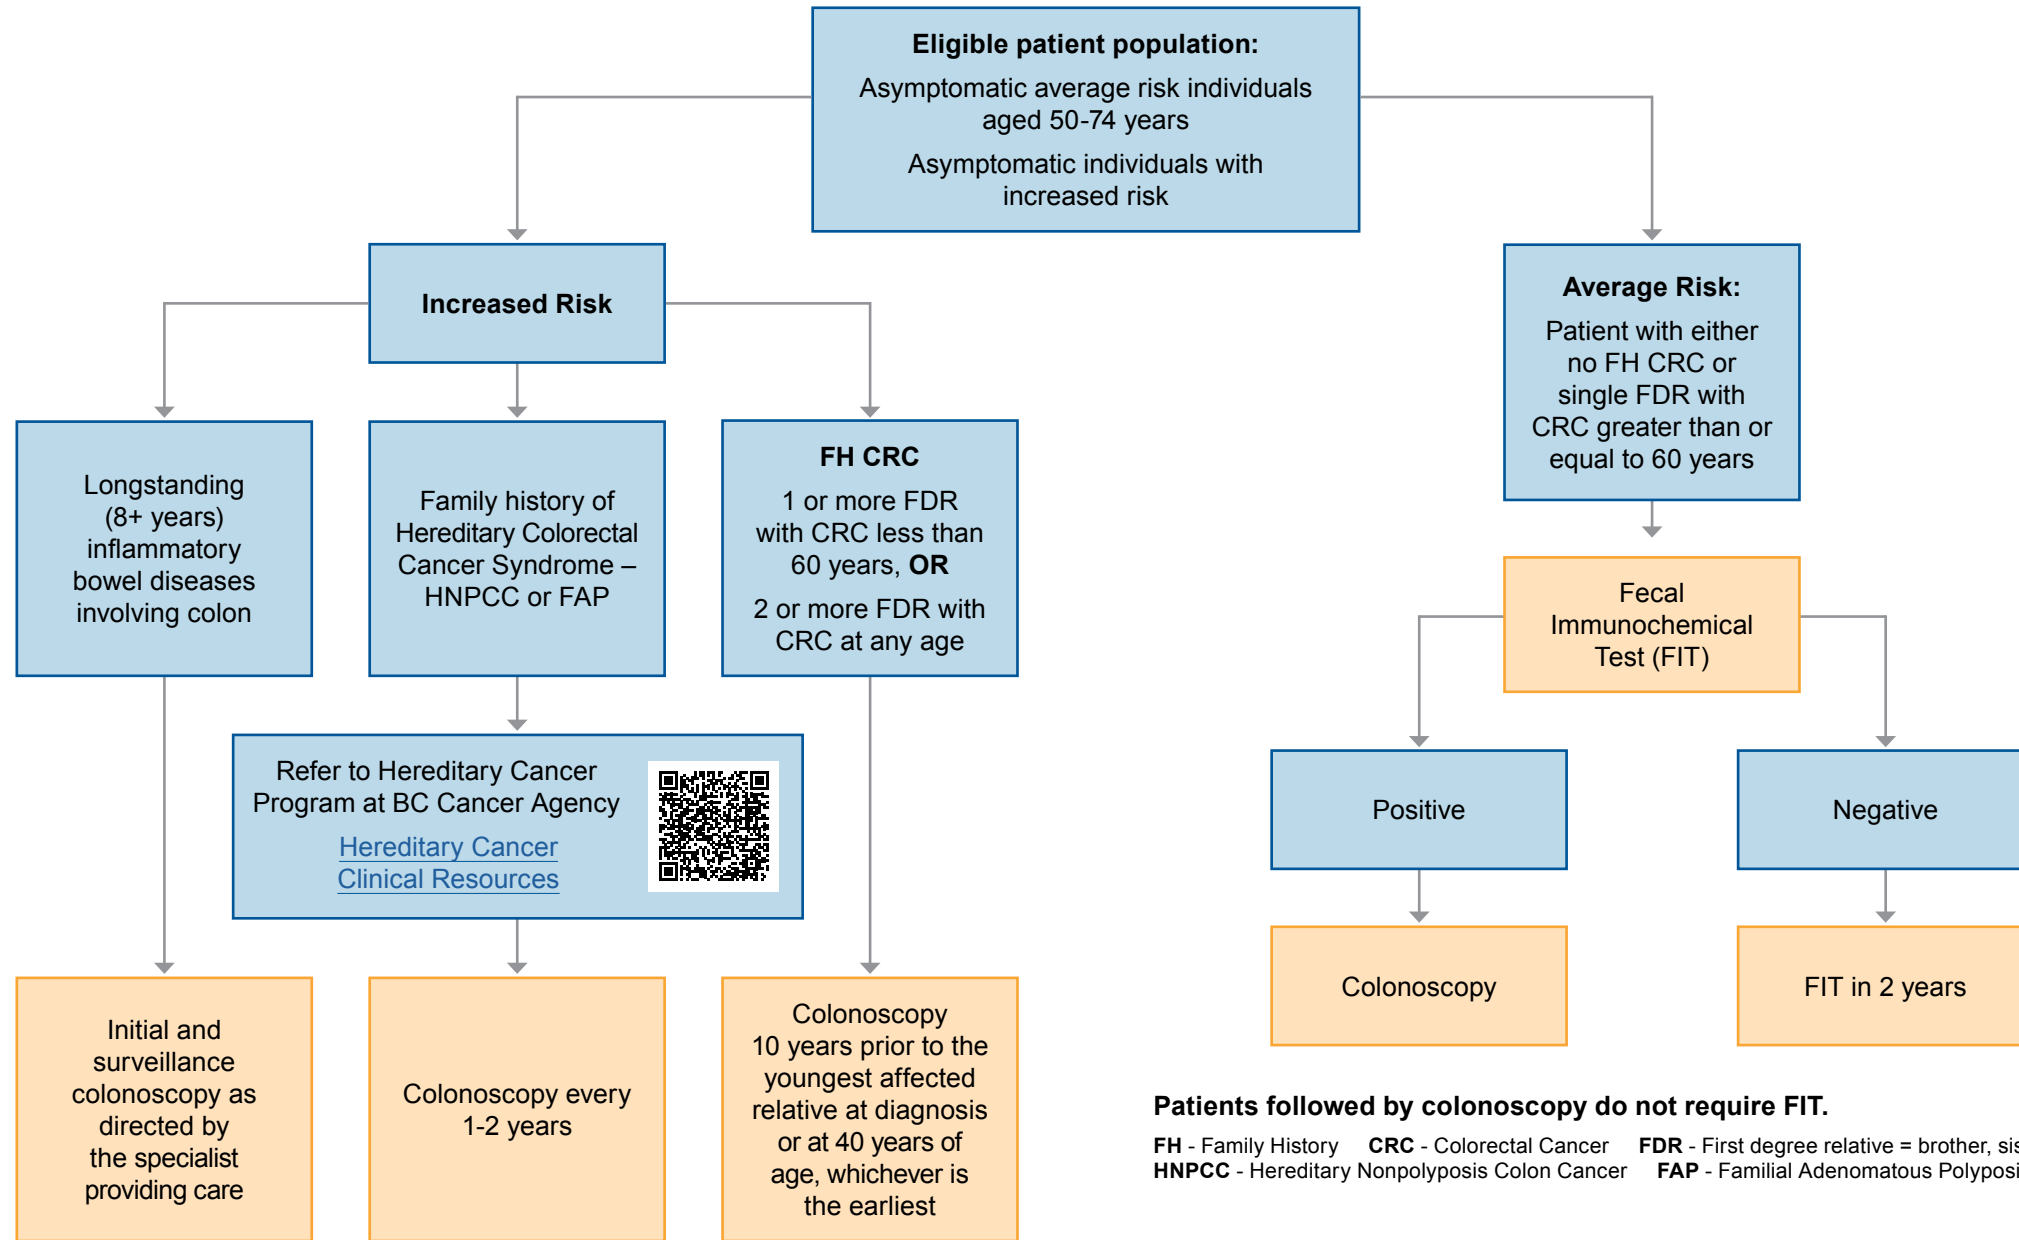 Eligible patient population:
Asymptomatic average risk individuals
aged 50-74 years
Asymptomatic individuals with
increased risk
Increased Risk
Average Risk:
Patient with either
no FH CRC or
single FDR with
CRC greater than or
equal to 60 years
Longstanding
(8+ years)
inflammatory
bowel diseases
involving colon
Family history of
Hereditary Colorectal
Cancer Syndrome –
HNPCC or FAP
FH CRC
1 or more FDR
with CRC less than
60 years, OR
2 or more FDR with
CRC at any age
Fecal
Immunochemical
Test (FIT)
Refer to Hereditary Cancer
Program at BC Cancer Agency
Hereditary Cancer
Clinical Resources
Positive
Negative
Initial and
surveillance
colonoscopy as
directed by
the specialist
providing care
Colonoscopy every
1-2 years
Colonoscopy
10 years prior to the
youngest affected
relative at diagnosis
or at 40 years of
age, whichever is
the earliest
Colonoscopy
FIT in 2 years
Patients followed by colonoscopy do not require FIT.
FH - Family History CRC - Colorectal Cancer FDR - First degree relative = brother,
HNPCC - Hereditary Nonpolyposis Colon Cancer FAP - Familial Adenomatous